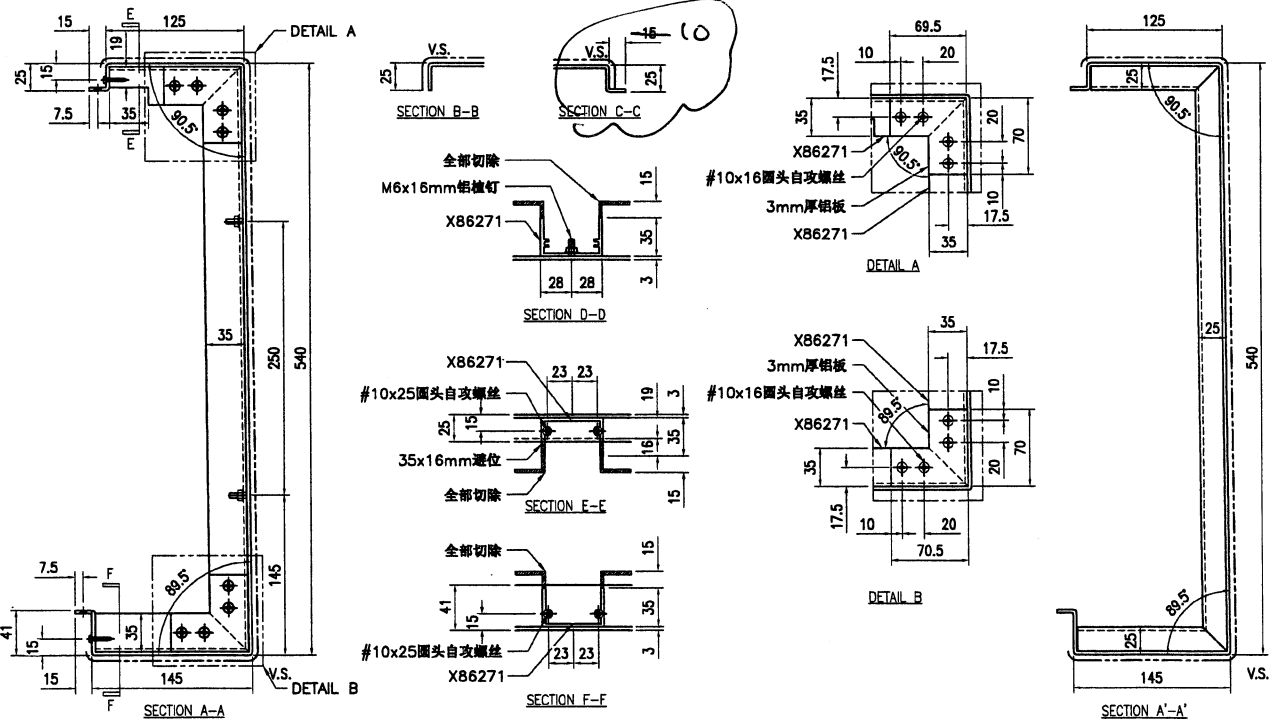 E
15
125
DETAIL A
19
25
15
7.5
35
90.5°
E
35
250
540
145
7.5
F
89.5°
41
15
35
15
145
V.S.
DETAIL B
F
SECTION A-A
V.S.
25
SECTION B-B
15
10
V.S.
25
SECTION C-C
全部切除
M6x16mm铝植钉
X86271
15
35
3
28
28
SECTION D-D
X86271
23
23
#10x25圆头自攻螺丝
19
3
25
15
35
16
35x16mm避位
全部切除
15
SECTION E-E
全部切除
15
41
15
35
3
#10x25圆头自攻螺丝
23
23
X86271
SECTION F-F
69.5
10
20
17.5
35
20
70
X86271
90.5°
#10x16圆头自攻螺丝
3mm厚铝板
10
17.5
X86271
35
DETAIL A
35
X86271
17.5
3mm厚铝板
10
#10x16圆头自攻螺丝
89.5°
X86271
35
20
70
17.5
10
20
70.5
DETAIL B
125
25
90.5°
25
540
89.5°
25
145
V.S.
SECTION A'-A'